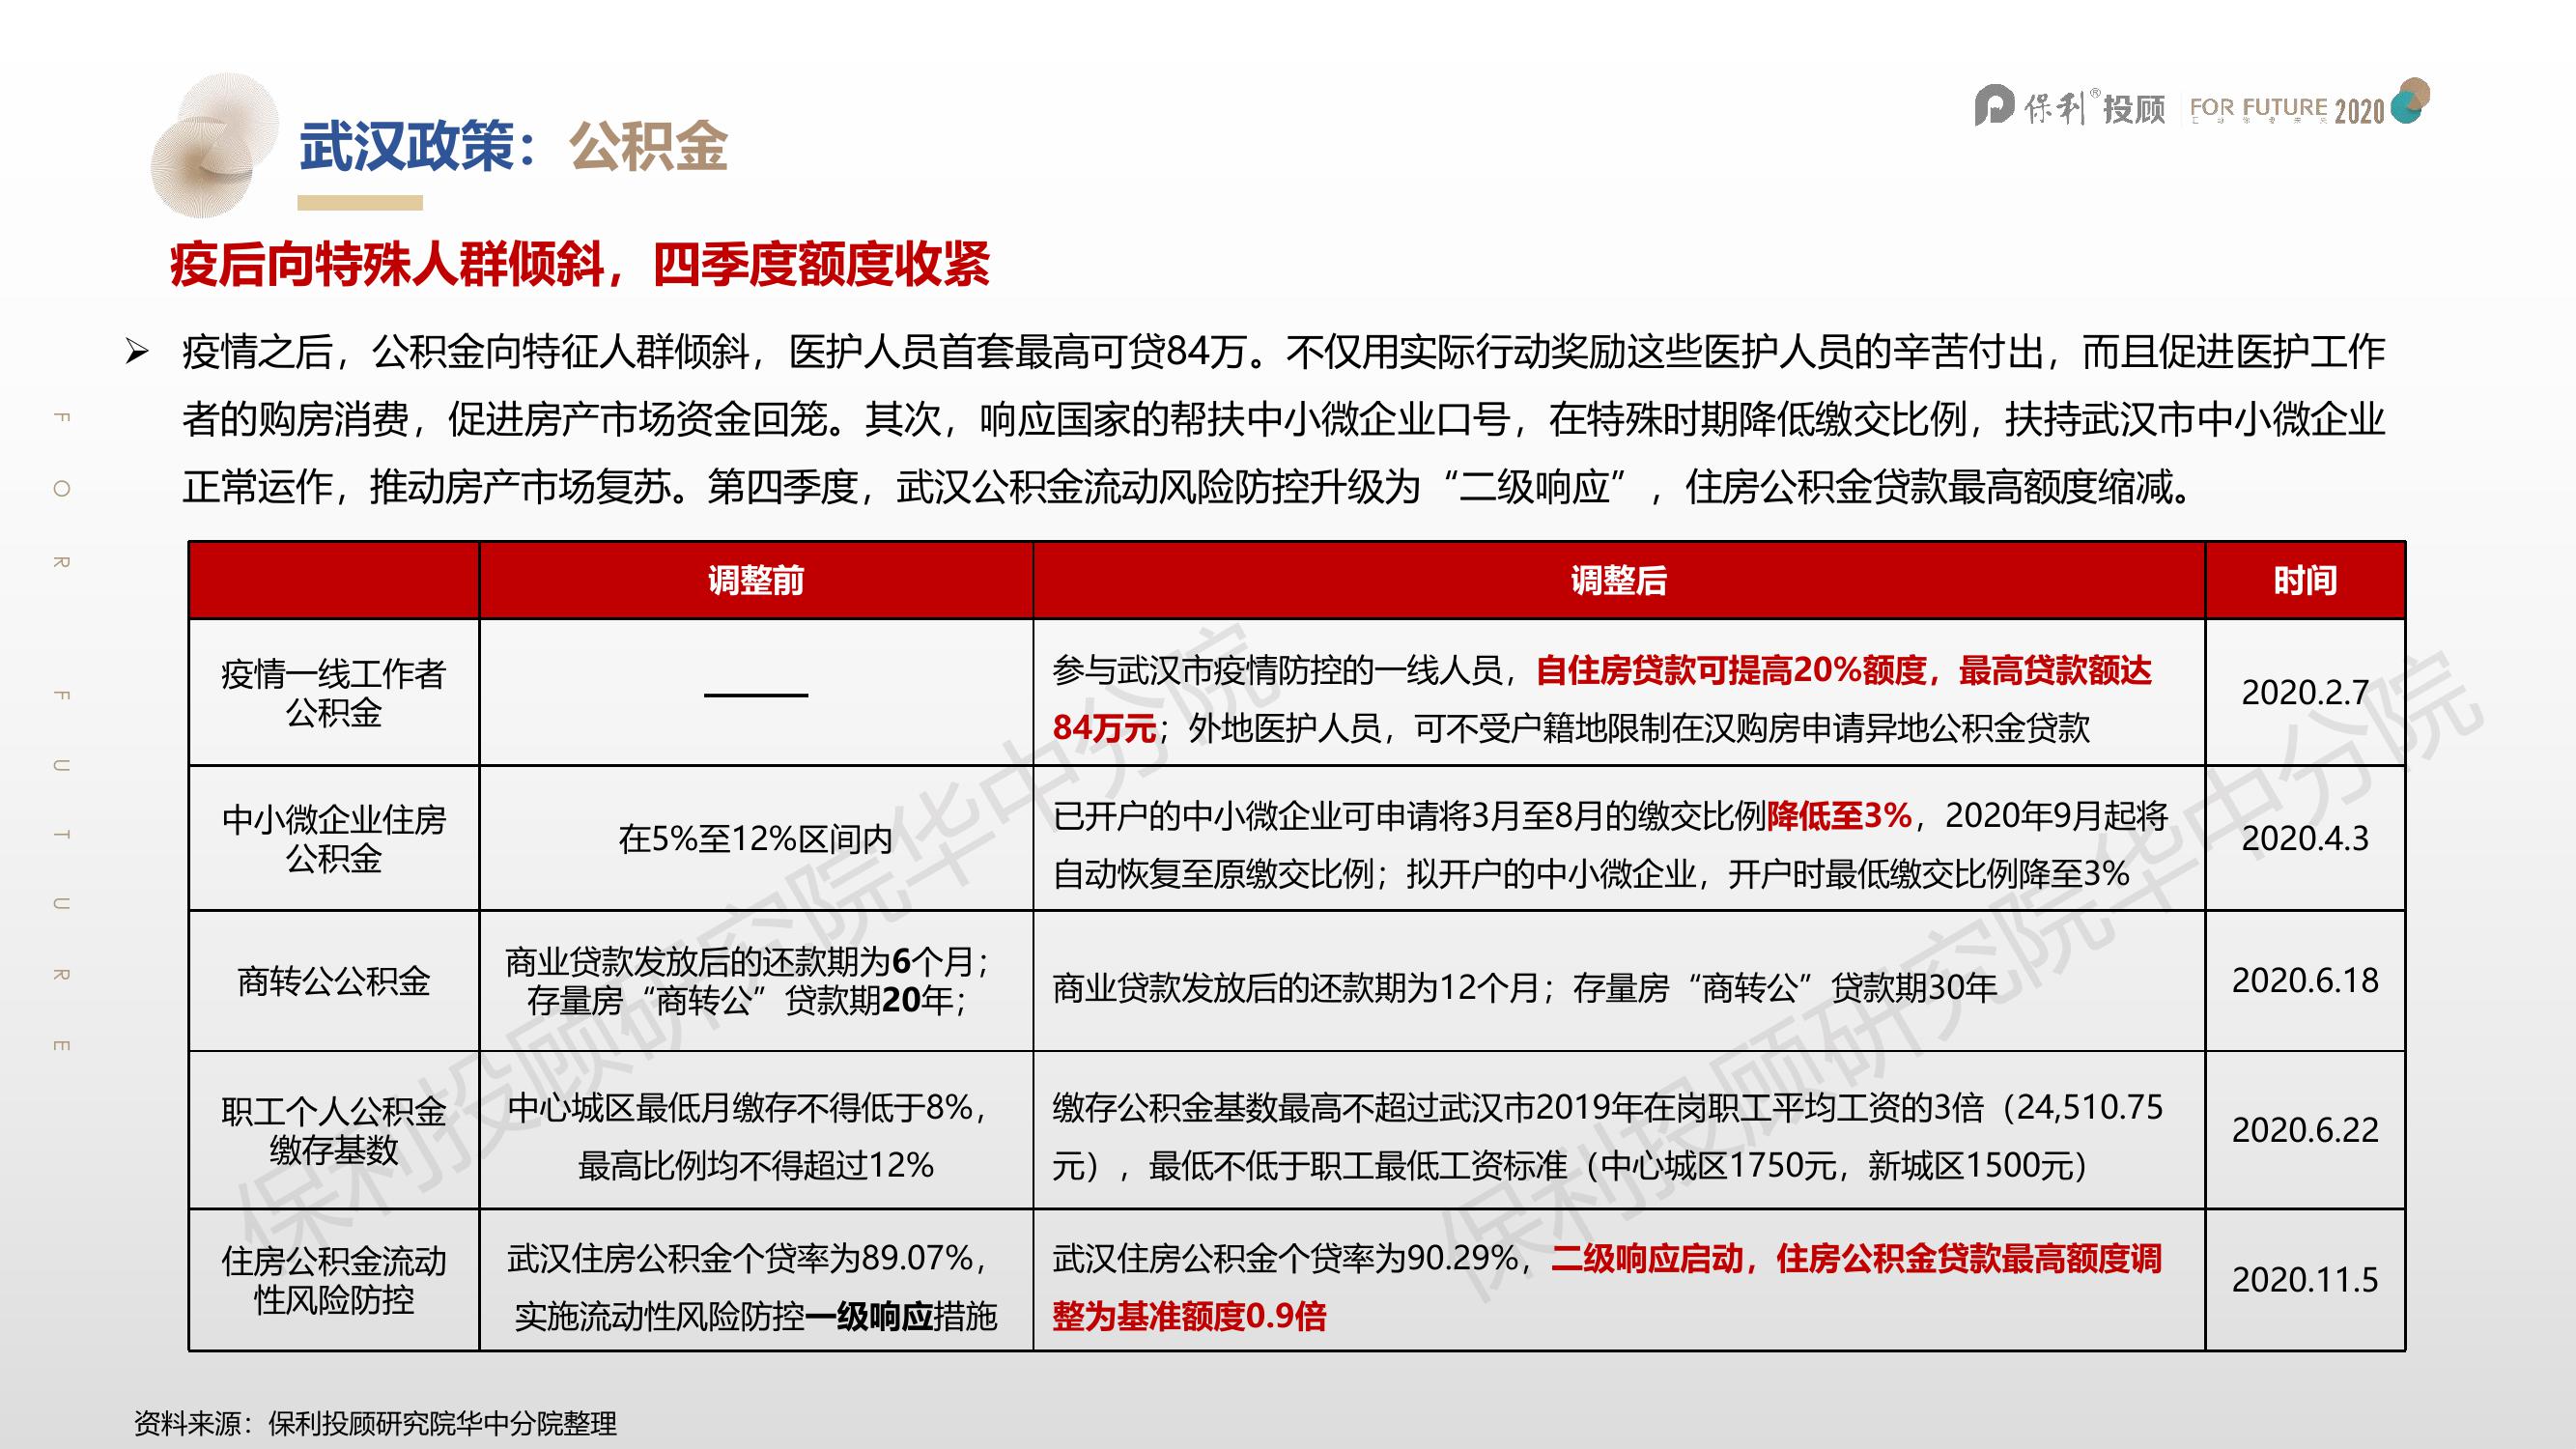 武汉政策：公积金
保利®投顾 FOR FUTURE 2020
疫后向特殊人群倾斜，四季度额度收紧
疫情之后，公积金向特征人群倾斜，医护人员首套最高可贷84万。不仅用实际行动奖励这些医护人员的辛苦付出，而且促进医护工作
者的购房消费，促进房产市场资金回笼。其次，响应国家的帮扶中小微企业口号，在特殊时期降低缴交比例，扶持武汉市中小微企业
正常运作，推动房产市场复苏。第四季度，武汉公积金流动风险防控升级为“二级响应”，住房公积金贷款最高额度缩减。
调整前 调整后 时间
疫情一线工作者
公积金
——
参与武汉市疫情防控的一线人员，自住房贷款可提高20%额度，最高贷款额达
84万元；外地医护人员，可不受户籍地限制在汉购房申请异地公积金贷款
2020.2.7
中小微企业住房
公积金
在5%至12%区间内
已开户的中小微企业可申请将3月至8月的缴交比例降低至3%，2020年9月起将
自动恢复至原缴交比例；拟开户的中小微企业，开户时最低缴交比例降至3%
2020.4.3
商转公公积金
商业贷款发放后的还款期为6个月；
存量房“商转公”贷款期20年；
商业贷款发放后的还款期为12个月；存量房“商转公”贷款期30年
2020.6.18
职工个人公积金
缴存基数
中心城区最低月缴存不得低于8%，
最高比例均不得超过12%
缴存公积金基数最高不超过武汉市2019年在岗职工平均工资的3倍（24,510.75
元），最低不低于职工最低工资标准（中心城区1750元，新城区1500元）
2020.6.22
住房公积金流动
性风险防控
武汉住房公积金个贷率为89.07%，
实施流动性风险防控一级响应措施
武汉住房公积金个贷率为90.29%，二级响应启动，住房公积金贷款最高额度调
整为基准额度0.9倍
2020.11.5
资料来源：保利投顾研究院华中分院整理
FOR FUTURE
保利投顾研究院华中分院
保利投顾研究院华中分院